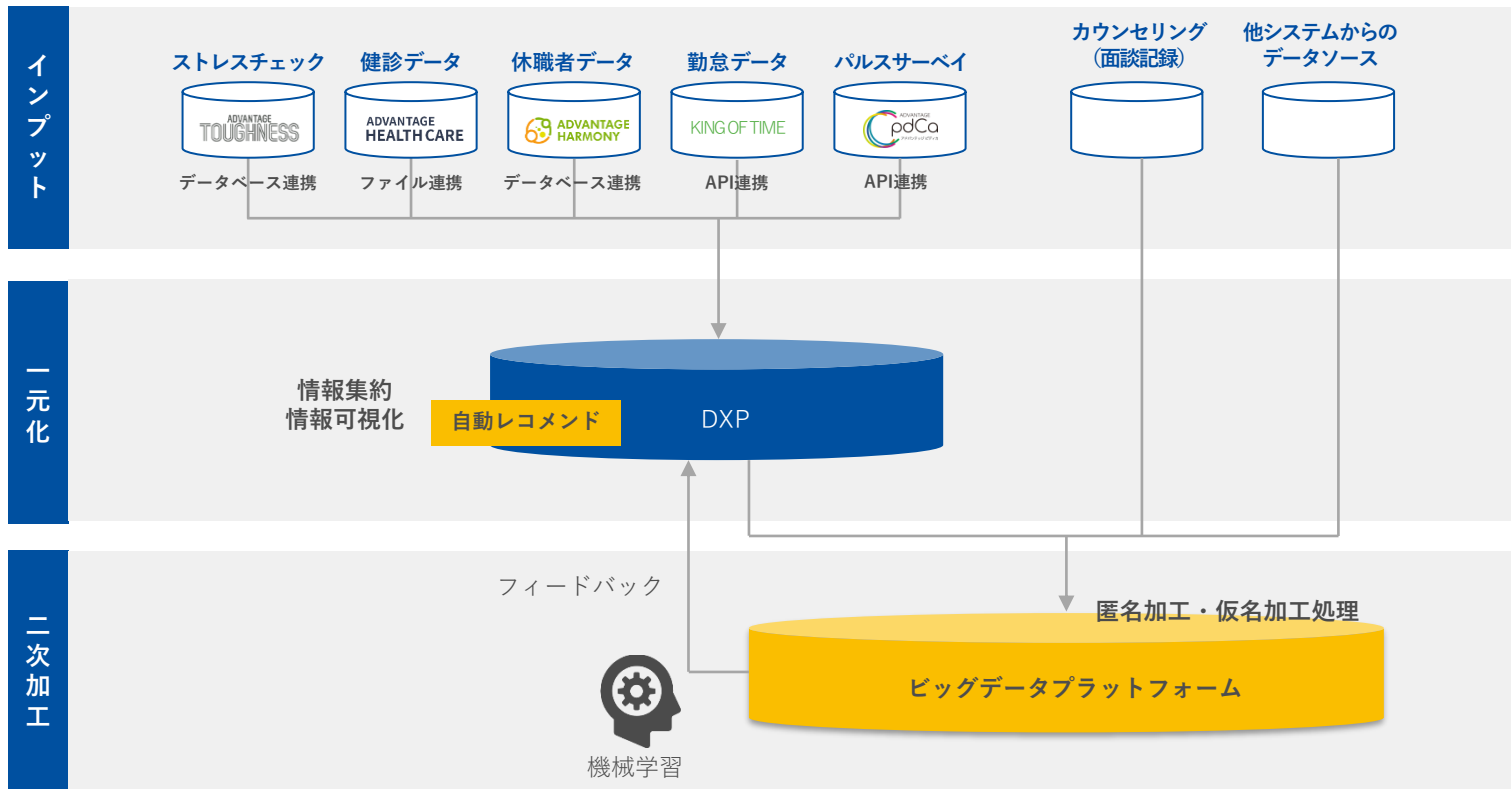 インプット
ストレスチェック
健診データ
休職者データ
勤怠データ
パルスサーベイ
カウンセリング
(面談記録)
他システムからの
データソース
ADVANTAGE
TOUGHNESS
ADVANTAGE
HEALTH CARE
ADVANTAGE
HARMONY
KING OF TIME
ADVANTAGE
pdCa
データベース連携
ファイル連携
データベース連携
API連携
API連携
一元化
情報集約
情報可視化
自動レコメンド
DXP
二次加工
フィードバック
匿名加工・仮名加工処理
ビッグデータプラットフォーム
機械学習